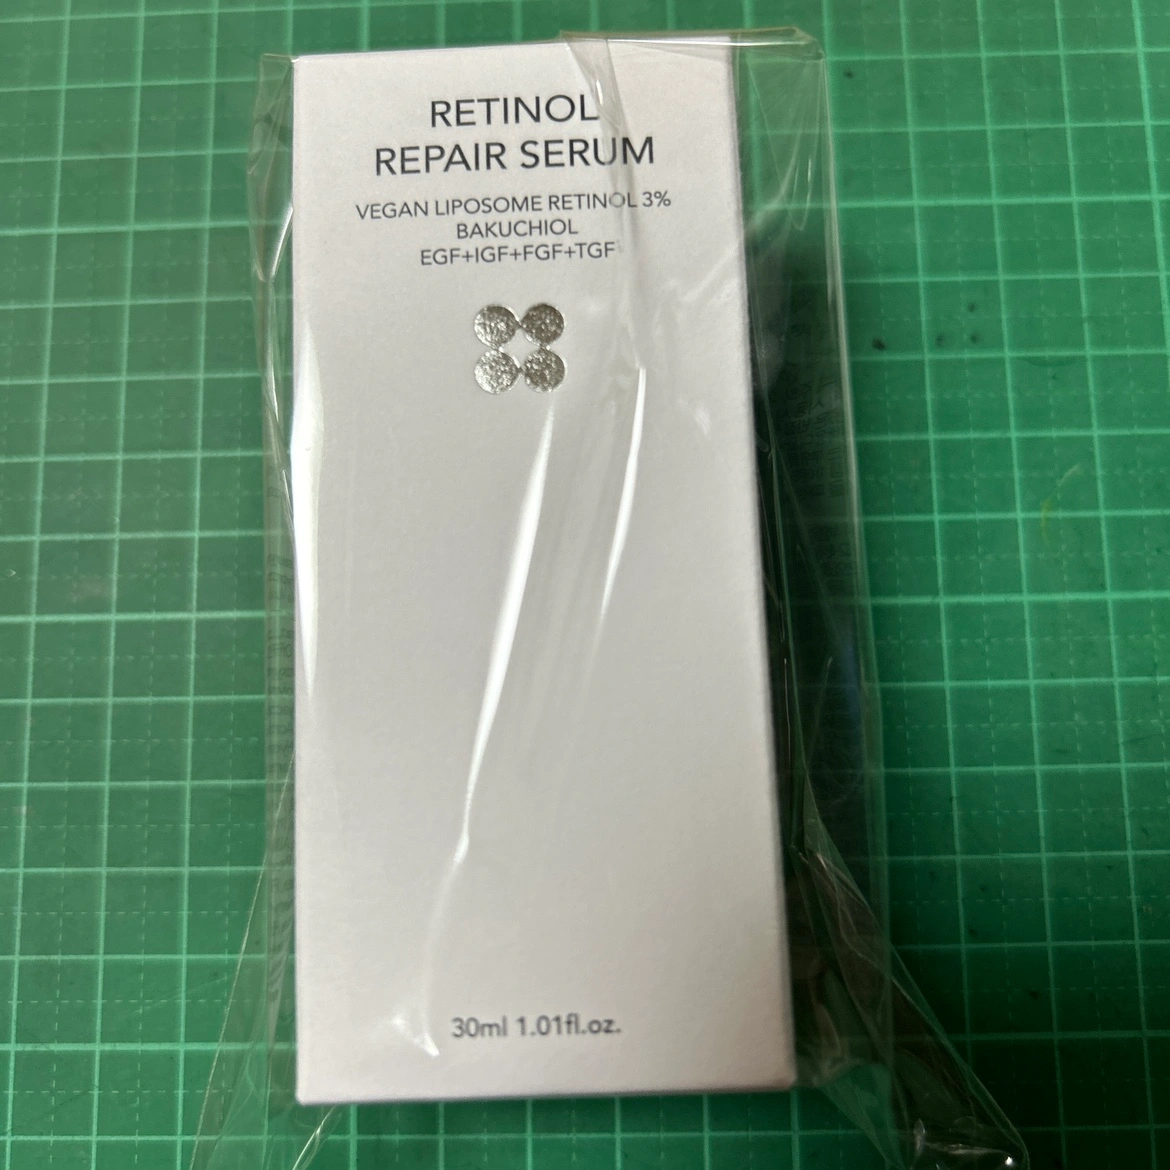 RETINOL
REPAIR SERUM
VEGAN LIPOSOME RETINOL 3%
BAKUCHIOL
EGF+IGF+FGF+TGF
30ml 1.01fl.oz.